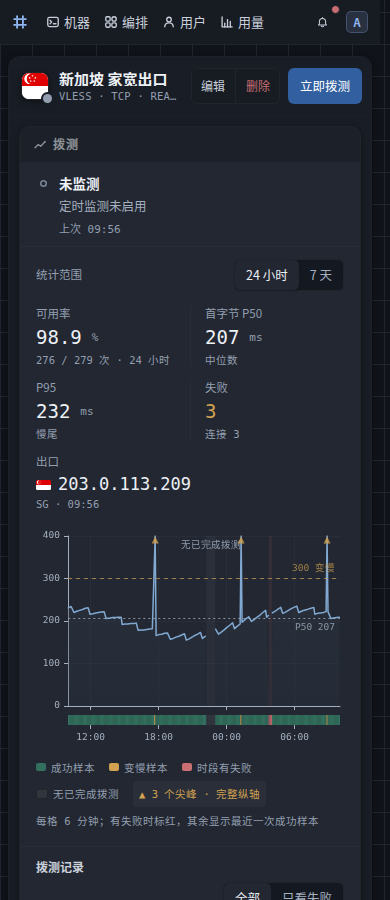 机器 编排 用户 用量 A
新加坡 家宽出口
VLESS · TCP · REA…
编辑 删除 立即拨测
拨测
未监测
定时监测未启用
上次 09:56
统计范围 24 小时 7 天
可用率 首字节 P50
98.9 % 207 ms
276 / 279 次 · 24 小时 中位数
P95 失败
232 ms 3
慢尾 连接 3
出口
203.0.113.209
SG · 09:56
400
无已完成拨测
300 300 变慢
200 P50 207
100
0
12:00 18:00 00:00 06:00
成功样本 变慢样本 时段有失败
无已完成拨测 ▲ 3 个尖峰 · 完整纵轴
每格 6 分钟；有失败时标红，其余显示最近一次成功样本
拨测记录
全部 只看失败